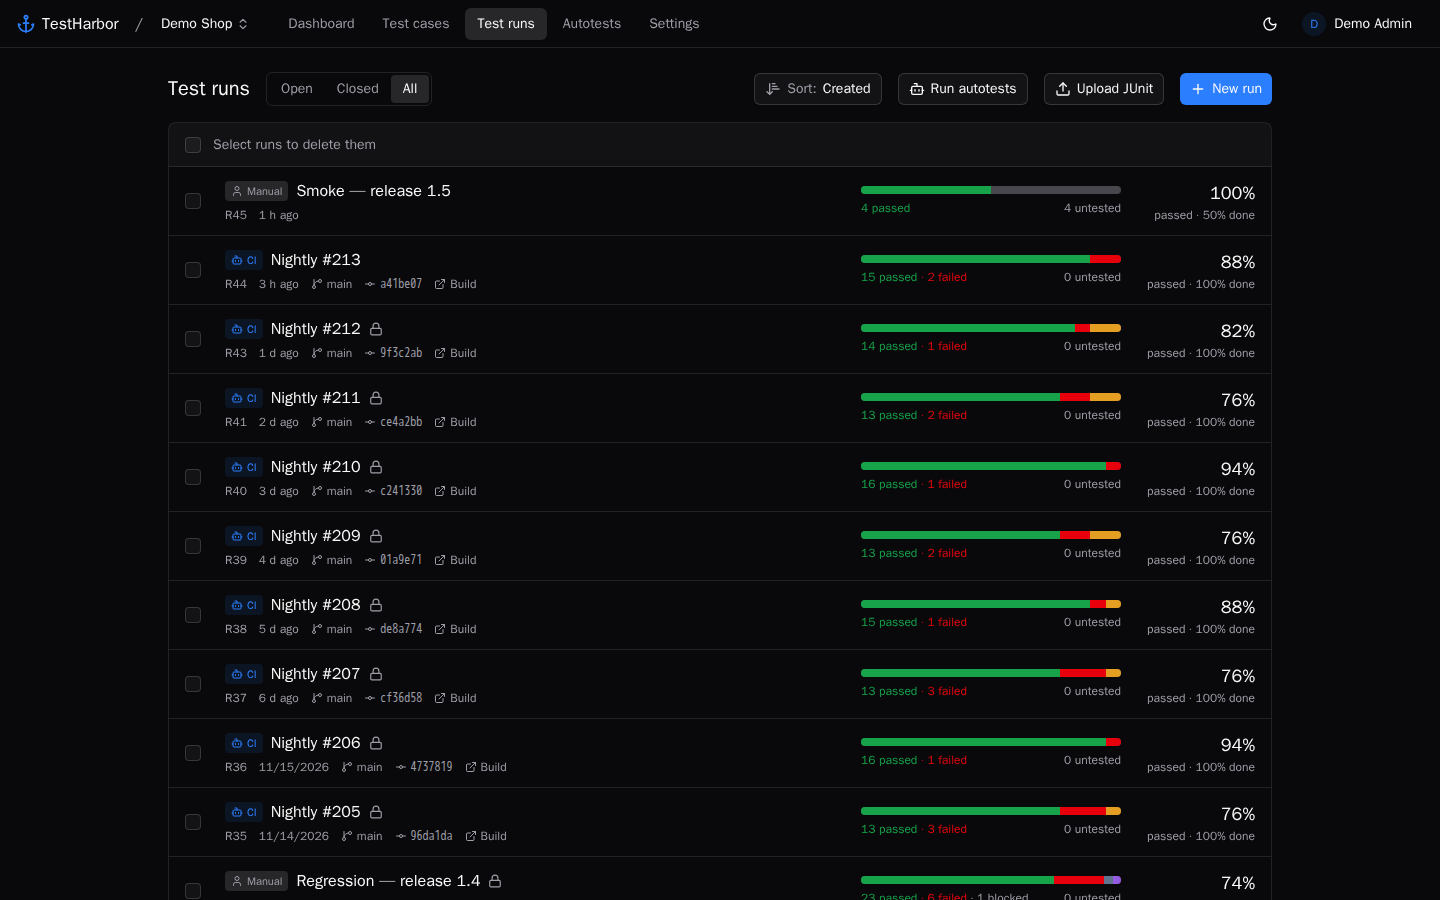 TestHarbor / Demo Shop Dashboard Test cases Test runs Autotests Settings D Demo Admin
Test runs Open Closed All Sort: Created Run autotests Upload JUnit New run
Select runs to delete them
Manual Smoke — release 1.5 100%
R45 1 h ago 4 passed 4 untested passed · 50% done
CI Nightly #213 88%
R44 3 h ago main a41be07 Build 15 passed · 2 failed 0 untested passed · 100% done
CI Nightly #212 82%
R43 1 d ago main 9f3c2ab Build 14 passed · 1 failed 0 untested passed · 100% done
CI Nightly #211 76%
R41 2 d ago main ce4a2bb Build 13 passed · 2 failed 0 untested passed · 100% done
CI Nightly #210 94%
R40 3 d ago main c241330 Build 16 passed · 1 failed 0 untested passed · 100% done
CI Nightly #209 76%
R39 4 d ago main 01a9e71 Build 13 passed · 2 failed 0 untested passed · 100% done
CI Nightly #208 88%
R38 5 d ago main de8a774 Build 15 passed · 1 failed 0 untested passed · 100% done
CI Nightly #207 76%
R37 6 d ago main cf36d58 Build 13 passed · 3 failed 0 untested passed · 100% done
CI Nightly #206 94%
R36 11/15/2026 main 4737819 Build 16 passed · 1 failed 0 untested passed · 100% done
CI Nightly #205 76%
R35 11/14/2026 main 96da1da Build 13 passed · 3 failed 0 untested passed · 100% done
Manual Regression — release 1.4 74%
23 passed · 6 failed · 1 blocked 0 untested